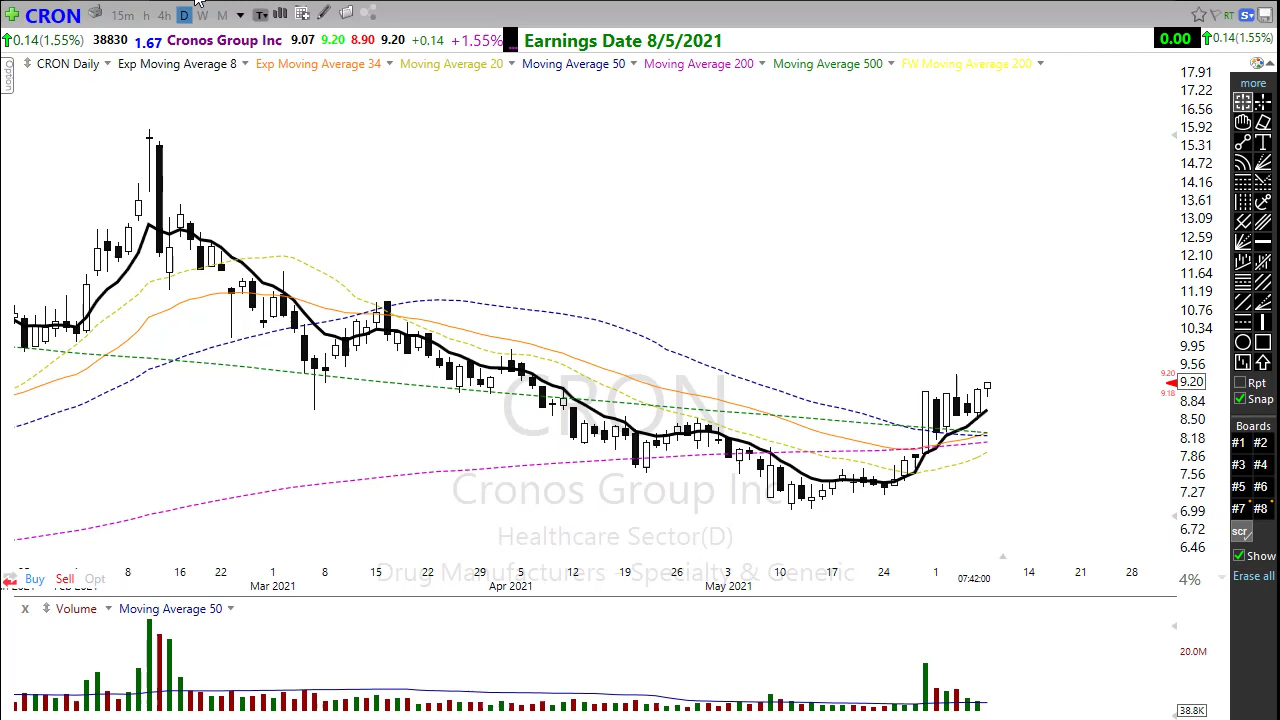 CRON 15m h 4h D W M T RT S
0.14(1.55%) 38830 1.67 Cronos Group Inc 9.07 9.20 8.90 9.20 +0.14 +1.55% Earnings Date 8/5/2021 0.00 0.14(1.55%)
Option
CRON Daily Exp Moving Average 8 Exp Moving Average 34 Moving Average 20 Moving Average 50 Moving Average 200 Moving Average 500 FW Moving Average 200
more
17.91
17.22
16.56
15.92
15.31
14.72
14.16
13.61
13.09
12.59
12.10
11.64
11.19
10.76
10.34
9.95
9.56
9.20
9.20
9.18
8.84
8.50
8.18
7.86
7.56
7.27
6.99
6.72
6.46
Rpt
Snap
Boards
#1 #2
#3 #4
#5 #6
#7 #8
scr
Show
Erase all
CRON
Cronos Group Inc
Healthcare Sector(D)
Drug Manufacturers - Specialty & Generic
8 16 22 1 8 15 22 29 5 12 19 26 3 10 17 24 1 07:42:00 14 21 28
Mar 2021 Apr 2021 May 2021
Buy Sell Opt
4%
x Volume Moving Average 50
20.0M
38.8K